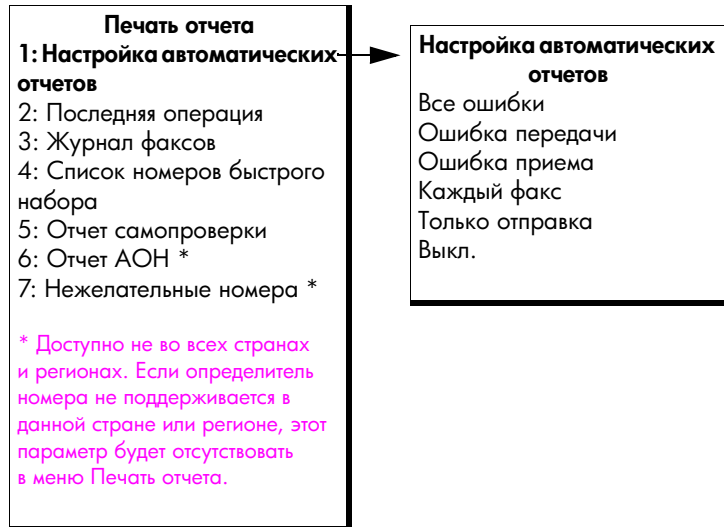 Печать отчета
1: Настройка автоматических
отчетов
2: Последняя операция
3: Журнал факсов
4: Список номеров быстрого
набора
5: Отчет самопроверки
6: Отчет АОН *
7: Нежелательные номера *
* Доступно не во всех странах
и регионах. Если определитель
номера не поддерживается в
данной стране или регионе, этот
параметр будет отсутствовать
в меню Печать отчета.
Настройка автоматических
отчетов
Все ошибки
Ошибка передачи
Ошибка приема
Каждый факс
Только отправка
Выкл.